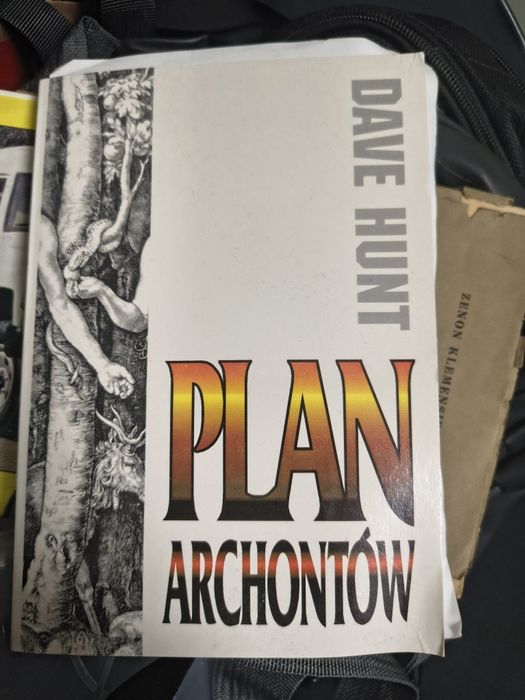 DAVE HUNT
PLAN
ARCHONTÓW
ZENON